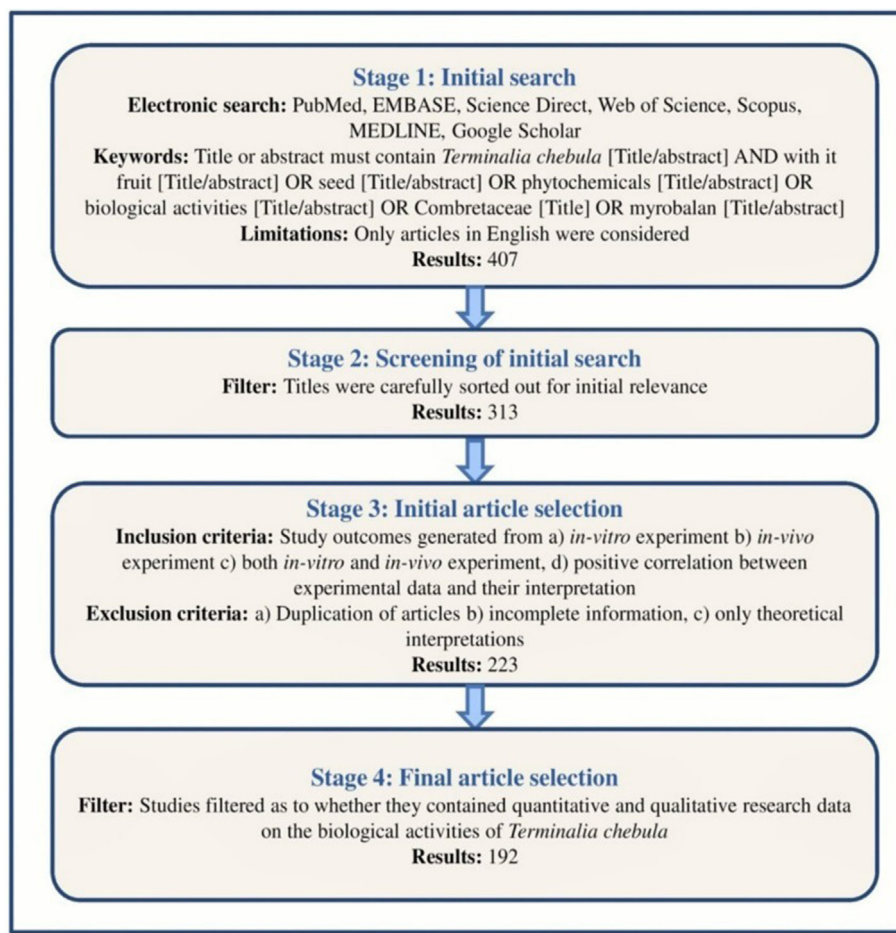 Stage 1: Initial search
Electronic search: PubMed, EMBASE, Science Direct, Web of Science, Scopus,
MEDLINE, Google Scholar
Keywords: Title or abstract must contain Terminalia chebula [Title/abstract] AND with it
fruit [Title/abstract] OR seed [Title/abstract] OR phytochemicals [Title/abstract] OR
biological activities [Title/abstract] OR Combretaceae [Title] OR myrobalan [Title/abstract]
Limitations: Only articles in English were considered
Results: 407
Stage 2: Screening of initial search
Filter: Titles were carefully sorted out for initial relevance
Results: 313
Stage 3: Initial article selection
Inclusion criteria: Study outcomes generated from a) in-vitro experiment b) in-vivo
experiment c) both in-vitro and in-vivo experiment, d) positive correlation between
experimental data and their interpretation
Exclusion criteria: a) Duplication of articles b) incomplete information, c) only theoretical
interpretations
Results: 223
Stage 4: Final article selection
Filter: Studies filtered as to whether they contained quantitative and qualitative research data
on the biological activities of Terminalia chebula
Results: 192